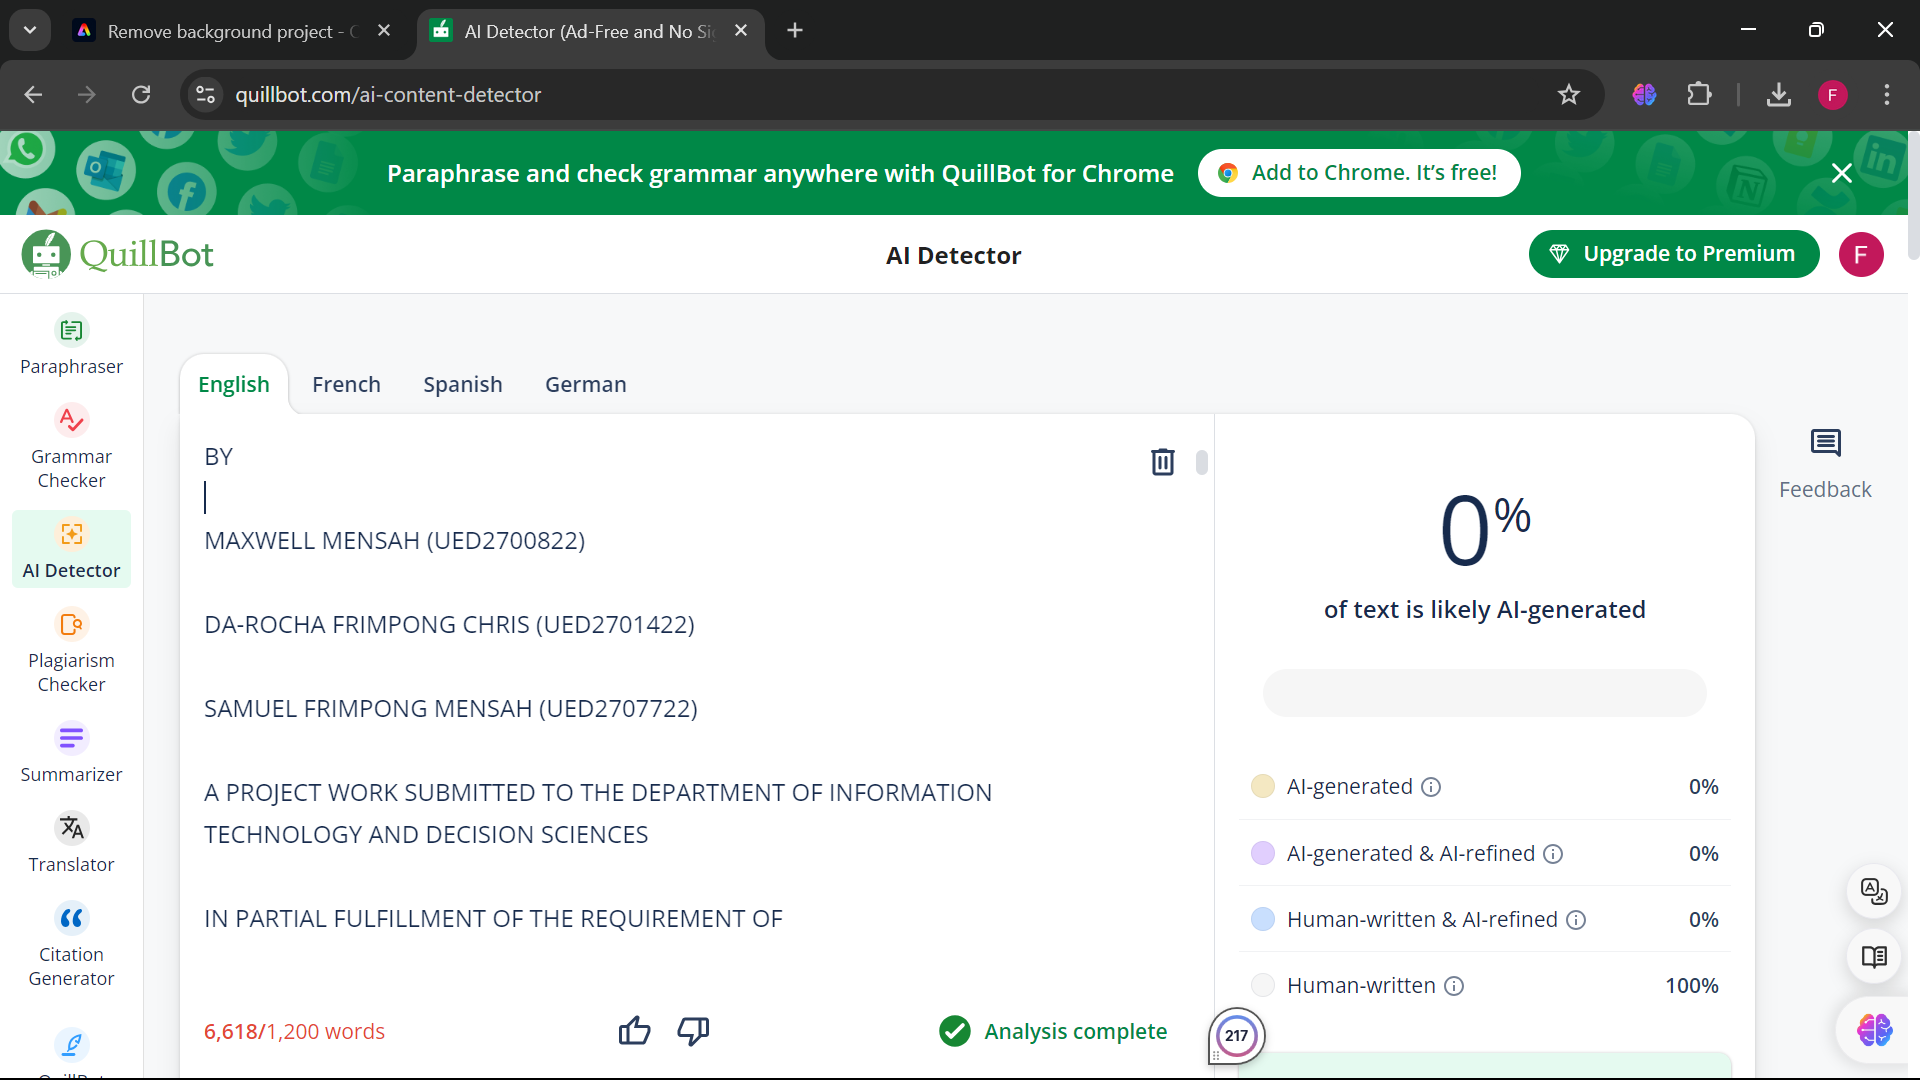 Remove background project -
AI Detector (Ad-Free and No Si
quillbot.com/ai-content-detector
F
Paraphrase and check grammar anywhere with QuillBot for Chrome
Add to Chrome. It's free!
QuillBot
AI Detector
Upgrade to Premium
F
Paraphraser
Grammar
Checker
AI Detector
Plagiarism
Checker
Summarizer
Translator
Citation
Generator
English
French
Spanish
German
BY
MAXWELL MENSAH (UED2700822)
DA-ROCHA FRIMPONG CHRIS (UED2701422)
SAMUEL FRIMPONG MENSAH (UED2707722)
A PROJECT WORK SUBMITTED TO THE DEPARTMENT OF INFORMATION
TECHNOLOGY AND DECISION SCIENCES
IN PARTIAL FULFILLMENT OF THE REQUIREMENT OF
6,618/1,200 words
Analysis complete
217
0%
of text is likely AI-generated
AI-generated 0%
AI-generated & AI-refined 0%
Human-written & AI-refined 0%
Human-written 100%
Feedback